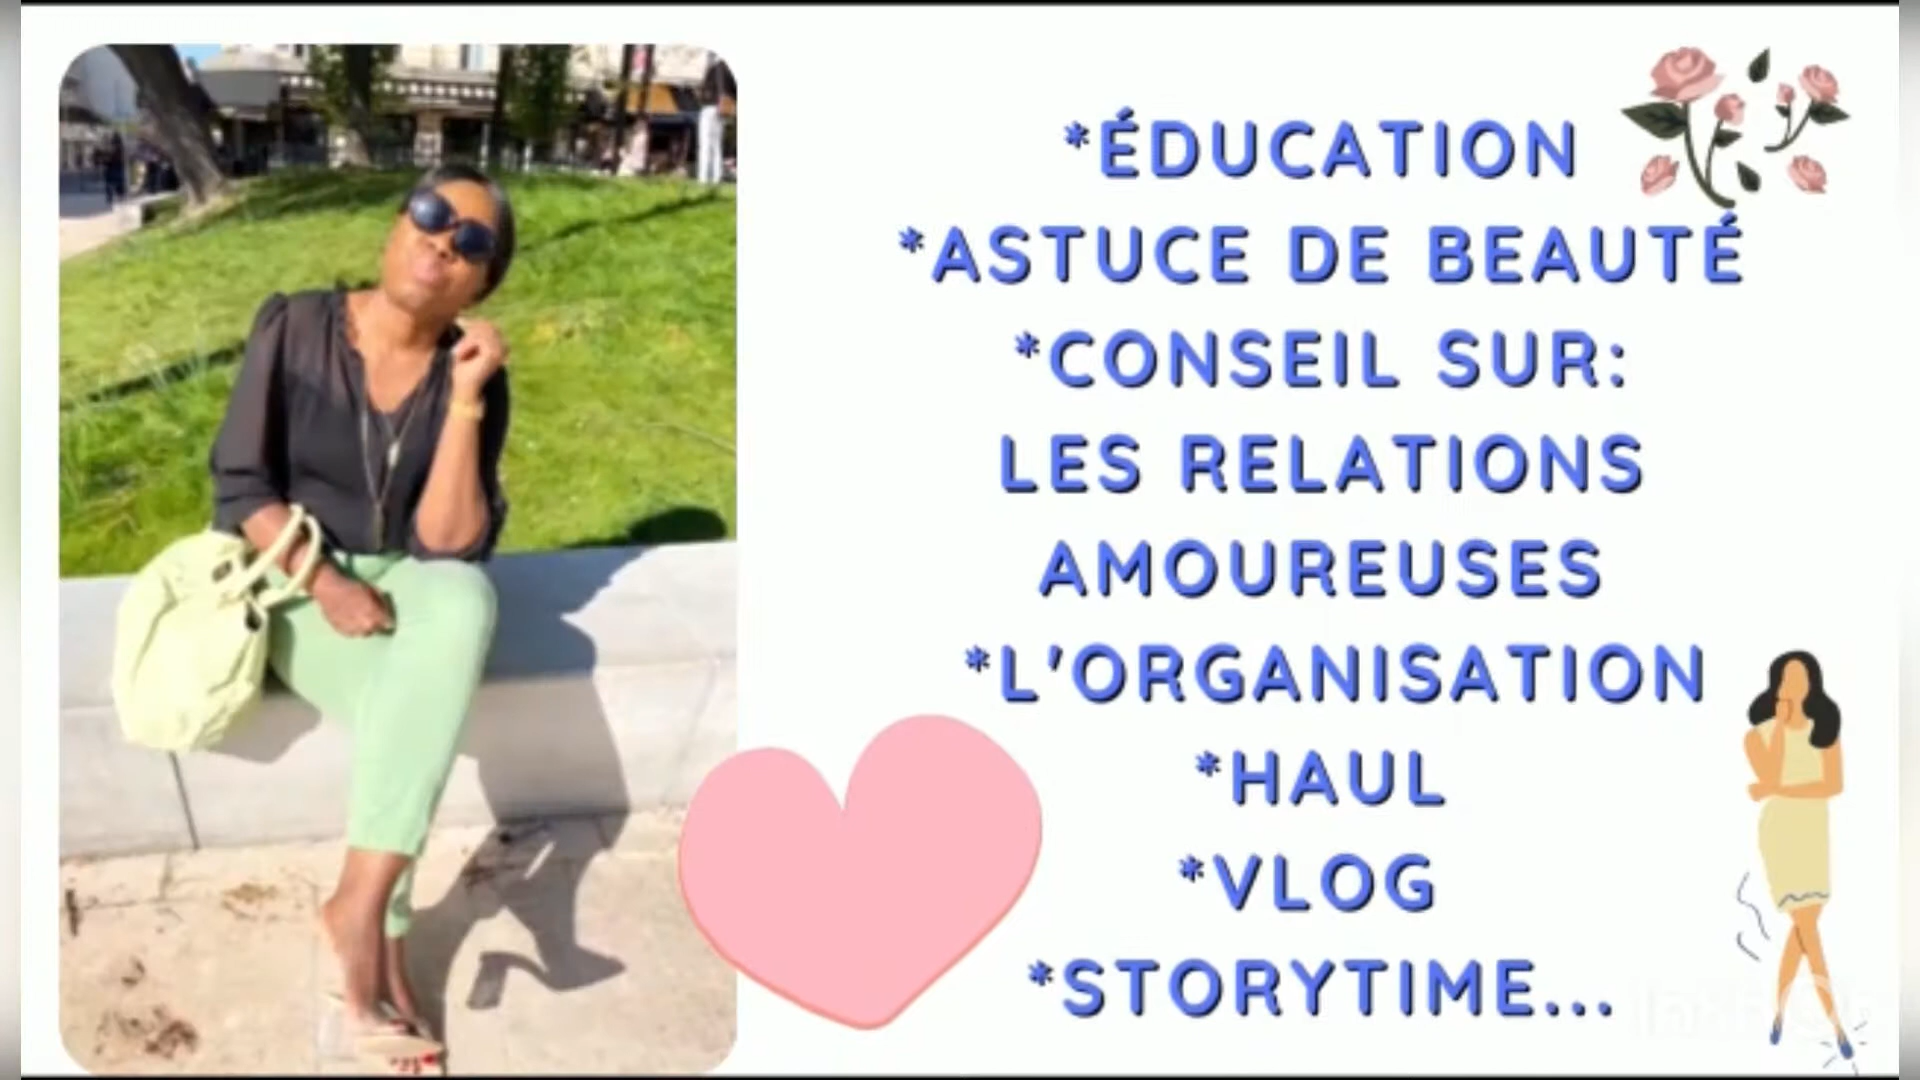 *ÉDUCATION
*ASTUCE DE BEAUTÉ
*CONSEIL SUR:
LES RELATIONS
AMOUREUSES
*L'ORGANISATION
*HAUL
*VLOG
*STORYTIME...